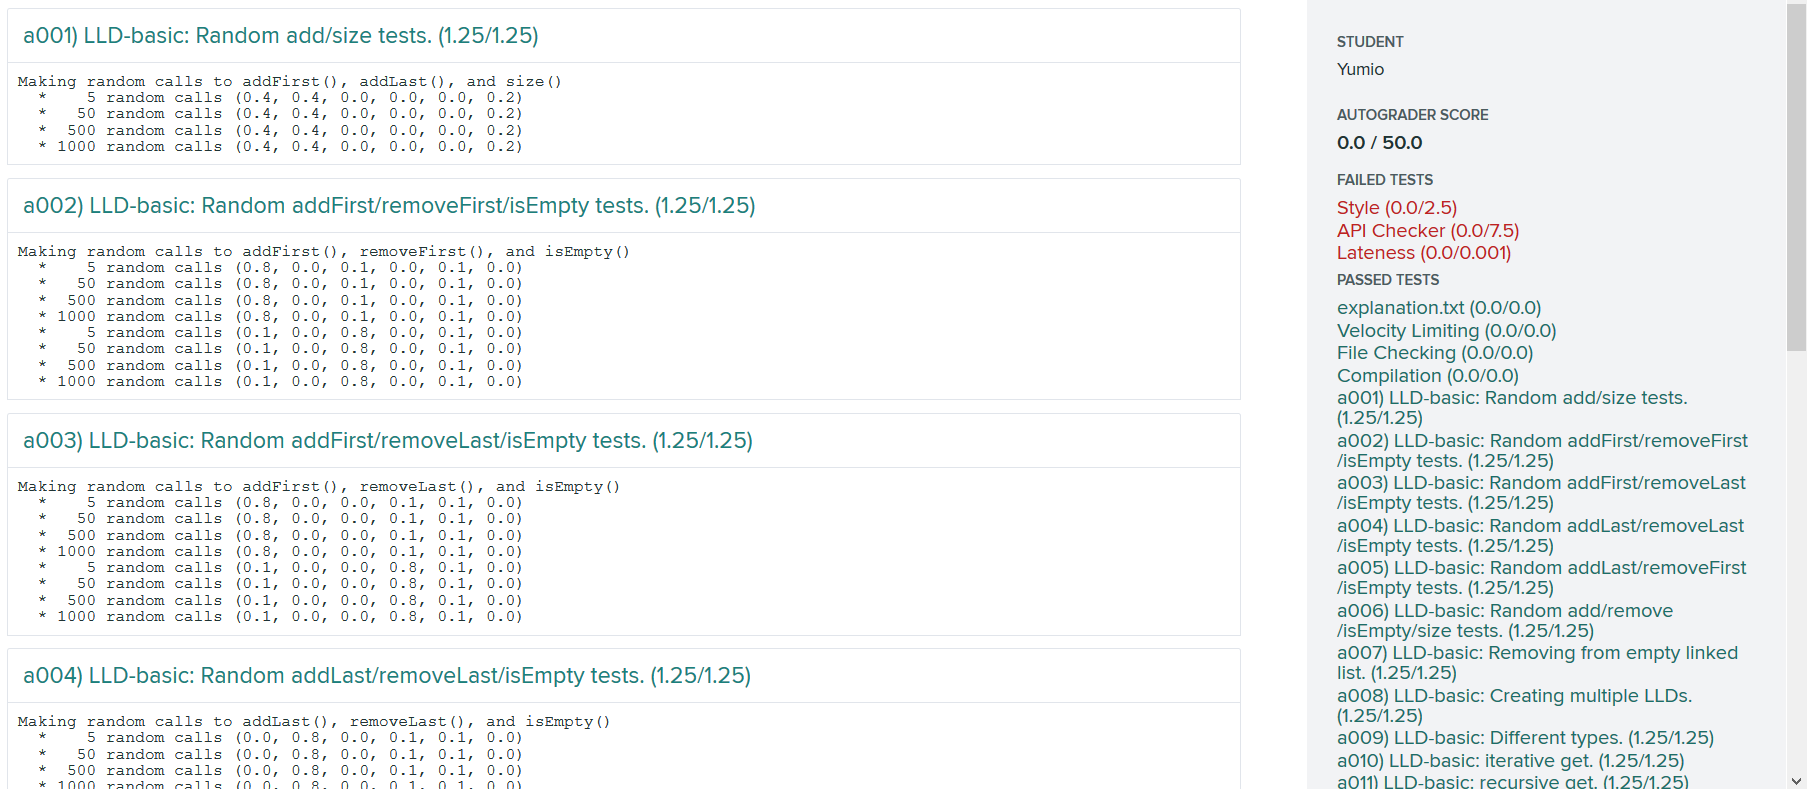 a001) LLD-basic: Random add/size tests. (1.25/1.25)
Making random calls to addFirst(), addLast(), and size()
* 5 random calls (0.4, 0.4, 0.0, 0.0, 0.0, 0.2)
* 50 random calls (0.4, 0.4, 0.0, 0.0, 0.0, 0.2)
* 500 random calls (0.4, 0.4, 0.0, 0.0, 0.0, 0.2)
* 1000 random calls (0.4, 0.4, 0.0, 0.0, 0.0, 0.2)
a002) LLD-basic: Random addFirst/removeFirst/isEmpty tests. (1.25/1.25)
Making random calls to addFirst(), removeFirst(), and isEmpty()
* 5 random calls (0.8, 0.0, 0.1, 0.0, 0.1, 0.0)
* 50 random calls (0.8, 0.0, 0.1, 0.0, 0.1, 0.0)
* 500 random calls (0.8, 0.0, 0.1, 0.0, 0.1, 0.0)
* 1000 random calls (0.8, 0.0, 0.1, 0.0, 0.1, 0.0)
* 5 random calls (0.1, 0.0, 0.8, 0.0, 0.1, 0.0)
* 50 random calls (0.1, 0.0, 0.8, 0.0, 0.1, 0.0)
* 500 random calls (0.1, 0.0, 0.8, 0.0, 0.1, 0.0)
* 1000 random calls (0.1, 0.0, 0.8, 0.0, 0.1, 0.0)
a003) LLD-basic: Random addFirst/removeLast/isEmpty tests. (1.25/1.25)
Making random calls to addFirst(), removeLast(), and isEmpty()
* 5 random calls (0.8, 0.0, 0.0, 0.1, 0.1, 0.0)
* 50 random calls (0.8, 0.0, 0.0, 0.1, 0.1, 0.0)
* 500 random calls (0.8, 0.0, 0.0, 0.1, 0.1, 0.0)
* 1000 random calls (0.8, 0.0, 0.0, 0.1, 0.1, 0.0)
* 5 random calls (0.1, 0.0, 0.0, 0.8, 0.1, 0.0)
* 50 random calls (0.1, 0.0, 0.0, 0.8, 0.1, 0.0)
* 500 random calls (0.1, 0.0, 0.0, 0.8, 0.1, 0.0)
* 1000 random calls (0.1, 0.0, 0.0, 0.8, 0.1, 0.0)
a004) LLD-basic: Random addLast/removeLast/isEmpty tests. (1.25/1.25)
Making random calls to addLast(), removeLast(), and isEmpty()
* 5 random calls (0.0, 0.8, 0.0, 0.1, 0.1, 0.0)
* 50 random calls (0.0, 0.8, 0.0, 0.1, 0.1, 0.0)
* 500 random calls (0.0, 0.8, 0.0, 0.1, 0.1, 0.0)
* 1000 random calls (0.0, 0.8, 0.0, 0.1, 0.1, 0.0)
STUDENT
Yumio
AUTOGRADER SCORE
0.0 / 50.0
FAILED TESTS
Style (0.0/2.5)
API Checker (0.0/7.5)
Lateness (0.0/0.001)
PASSED TESTS
explanation.txt (0.0/0.0)
Velocity Limiting (0.0/0.0)
File Checking (0.0/0.0)
Compilation (0.0/0.0)
a001) LLD-basic: Random add/size tests.
(1.25/1.25)
a002) LLD-basic: Random addFirst/removeFirst
/isEmpty tests. (1.25/1.25)
a003) LLD-basic: Random addFirst/removeLast
/isEmpty tests. (1.25/1.25)
a004) LLD-basic: Random addLast/removeLast
/isEmpty tests. (1.25/1.25)
a005) LLD-basic: Random addLast/removeFirst
/isEmpty tests. (1.25/1.25)
a006) LLD-basic: Random add/remove
/isEmpty/size tests. (1.25/1.25)
a007) LLD-basic: Removing from empty linked
list. (1.25/1.25)
a008) LLD-basic: Creating multiple LLDs.
(1.25/1.25)
a009) LLD-basic: Different types. (1.25/1.25)
a010) LLD-basic: iterative get. (1.25/1.25)
a011) LLD-basic: recursive get. (1.25/1.25)